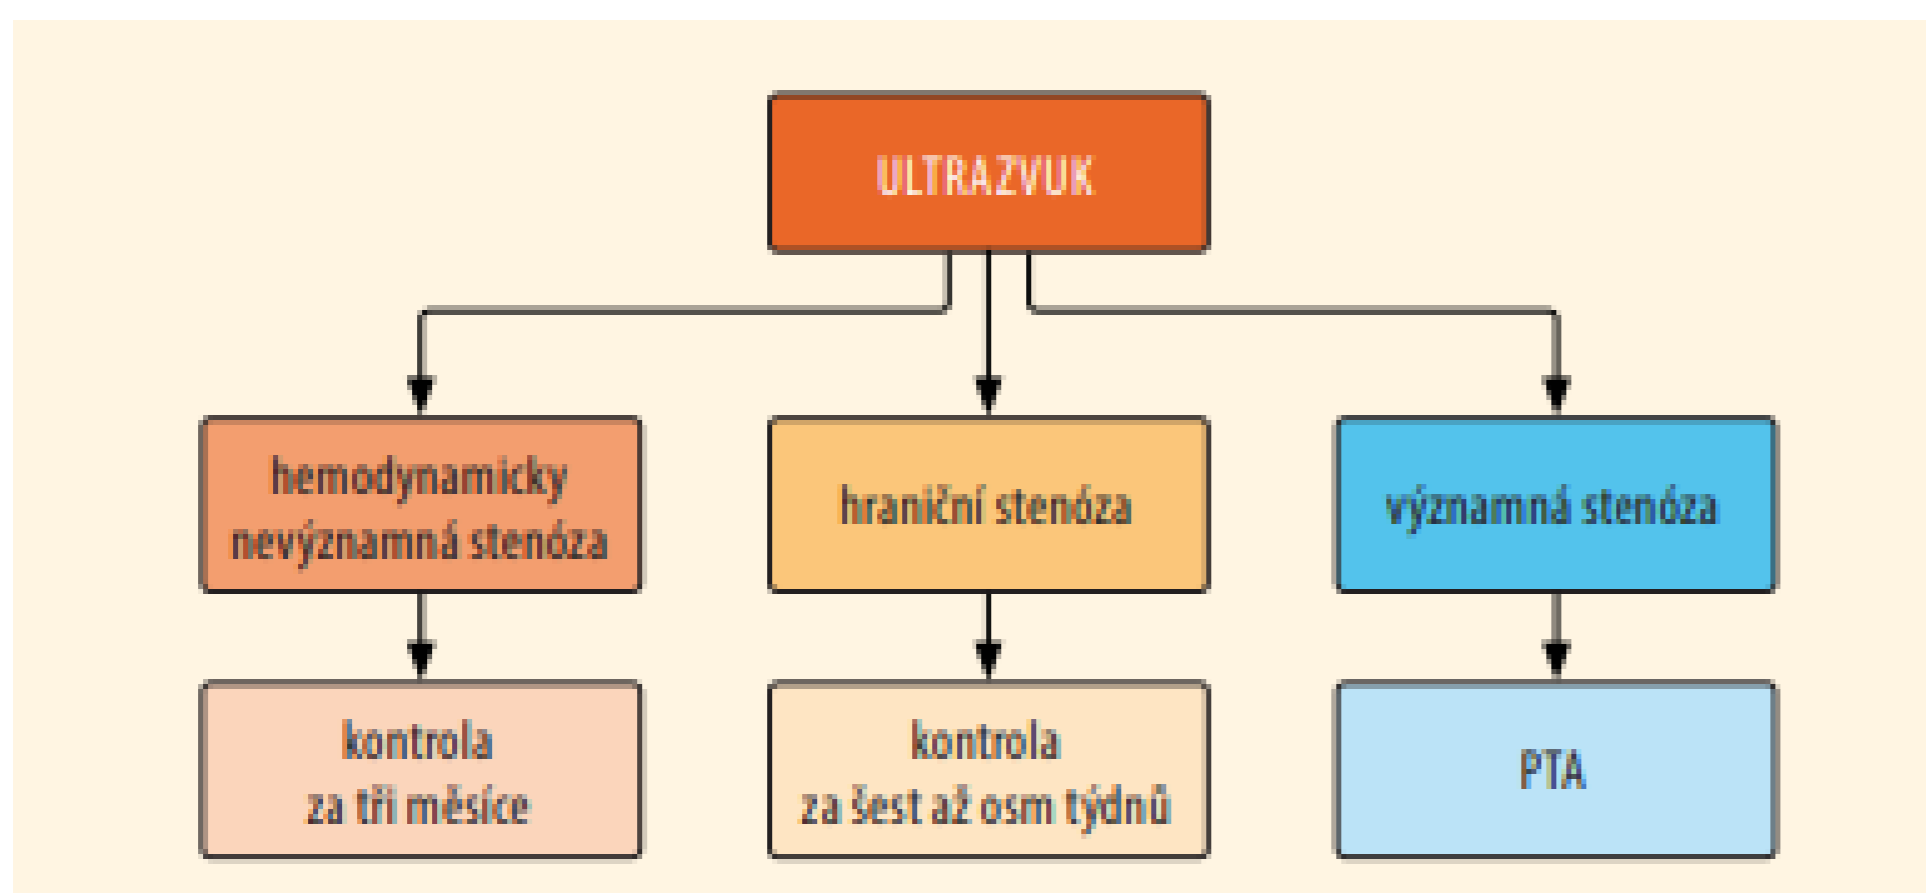 ULTRAZVUK
hemodynamicky
nevýznamná stenóza
hraniční stenóza
významná stenóza
kontrola
za tři měsíce
kontrola
za šest až osm týdnů
PTA